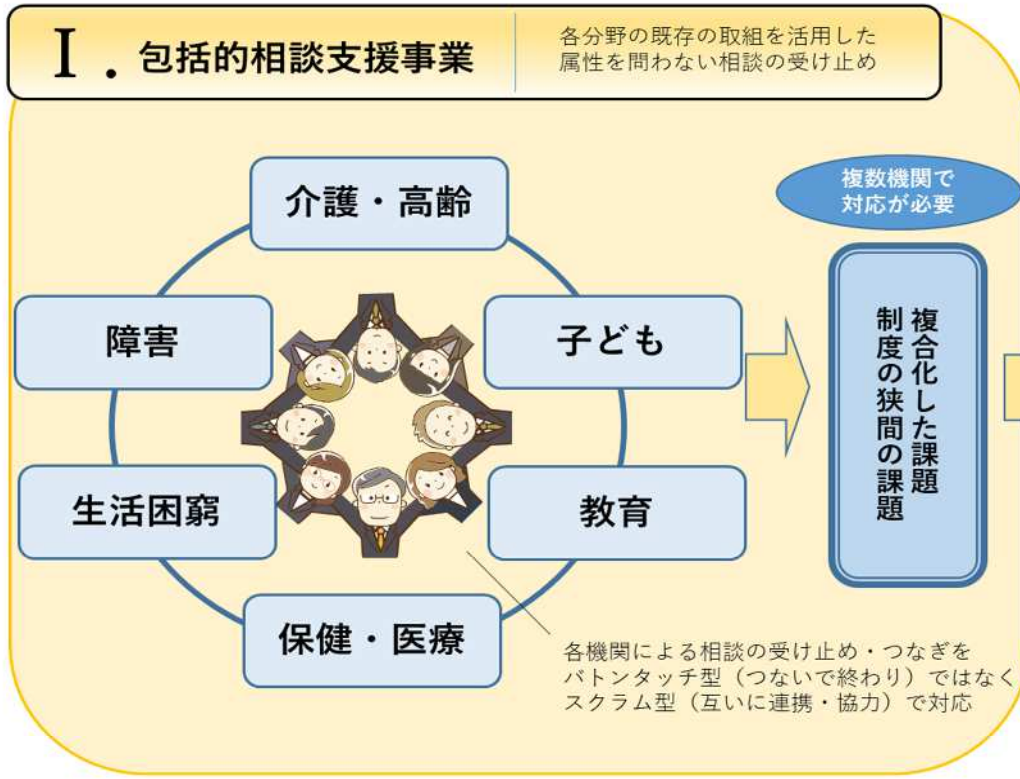 Ⅰ．包括的相談支援事業
各分野の既存の取組を活用した
属性を問わない相談の受け止め
介護・高齢
障害
子ども
生活困窮
教育
保健・医療
複数機関で
対応が必要
複合化した課題
制度の狭間の課題
各機関による相談の受け止め・つなぎを
バトンタッチ型（つないで終わり）ではなく
スクラム型（互いに連携・協力）で対応